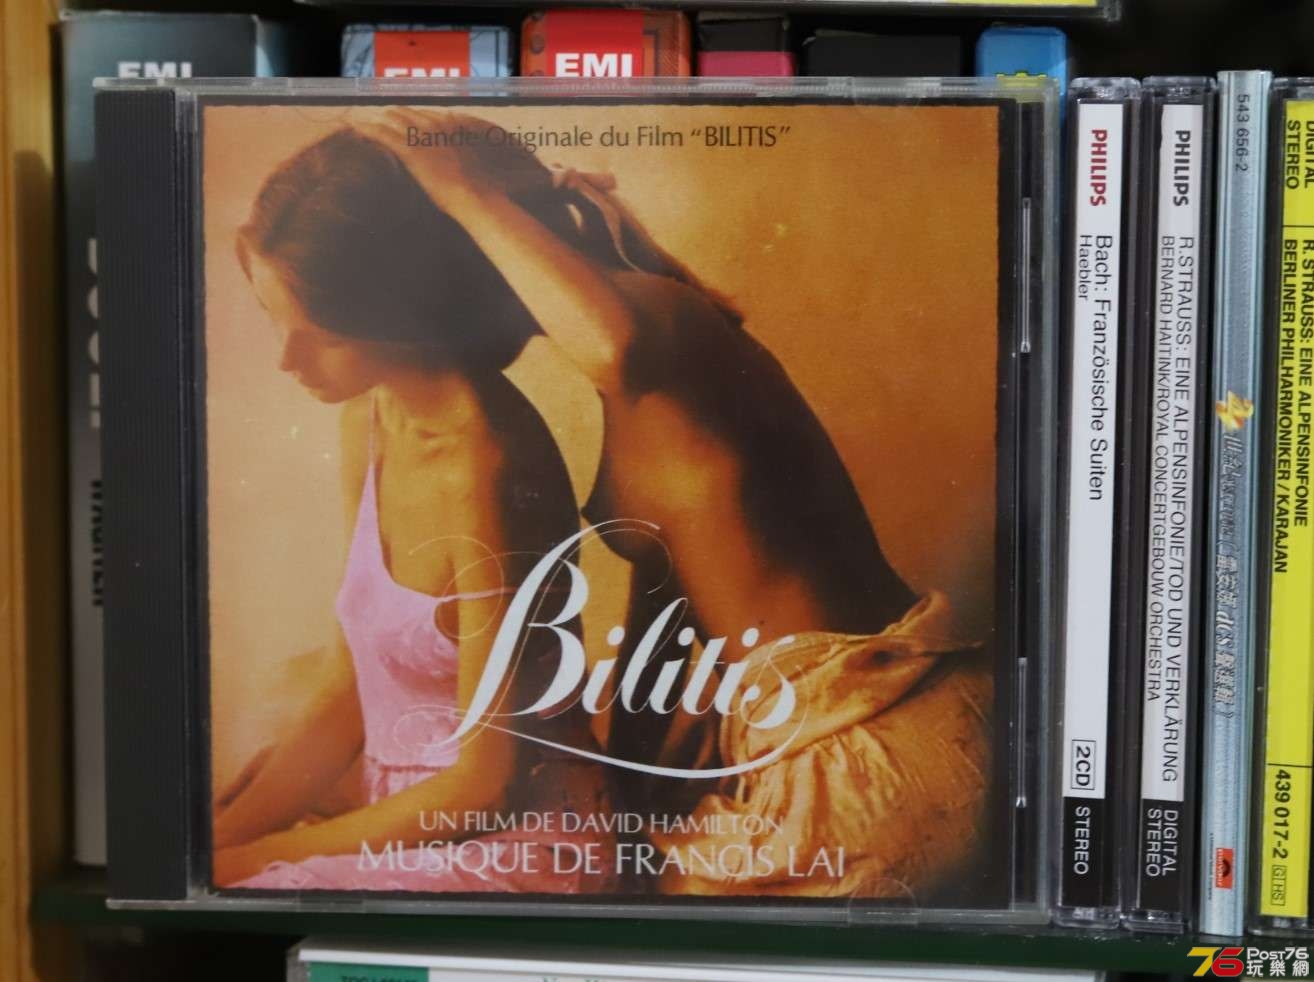 EMI
EMI
EMI
Bande Originale du Film "BILITIS"
Bilitis
UN FILM DE DAVID HAMILTON
MUSIQUE DE FRANCIS LAI
PHILIPS
Bach: Französische Suiten
Haebler
2CD
STEREO
PHILIPS
R.STRAUSS: EINE ALPENSINFONIE/TOD UND VERKLÄRUNG
BERNARD HAITINK/ROYAL CONCERTGEBOUW ORCHESTRA
DIGITAL
STEREO
543 656-2
DIGITAL
STEREO
R. STRAUSS: EINE ALPENSINFONIE
BERLINER PHILHARMONIKER / KARAJAN
439 017-2
GHS
76 Post76
玩樂網